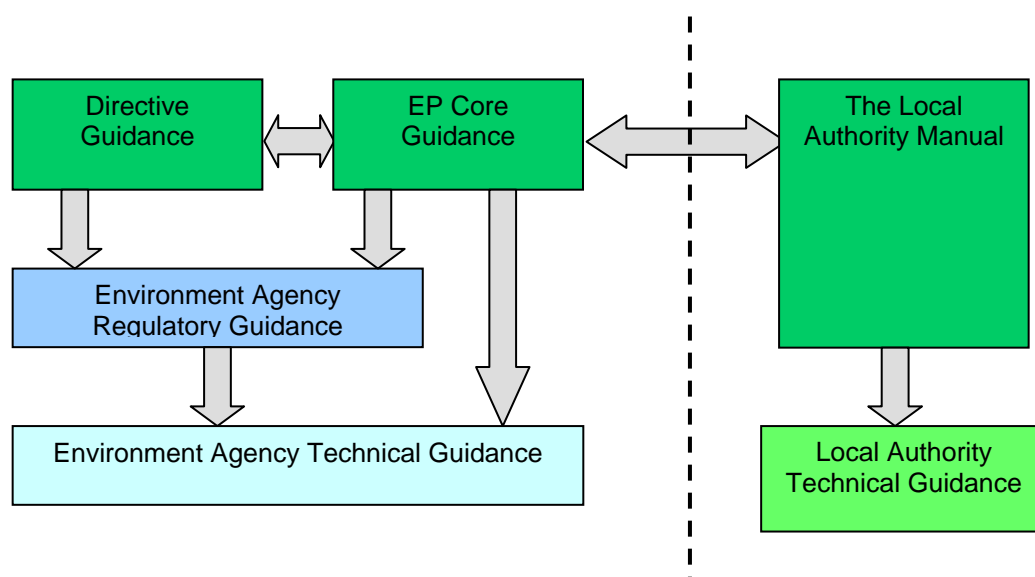 Directive
Guidance
EP Core
Guidance
The Local
Authority Manual
Environment Agency
Regulatory Guidance
Environment Agency Technical Guidance
Local Authority
Technical Guidance